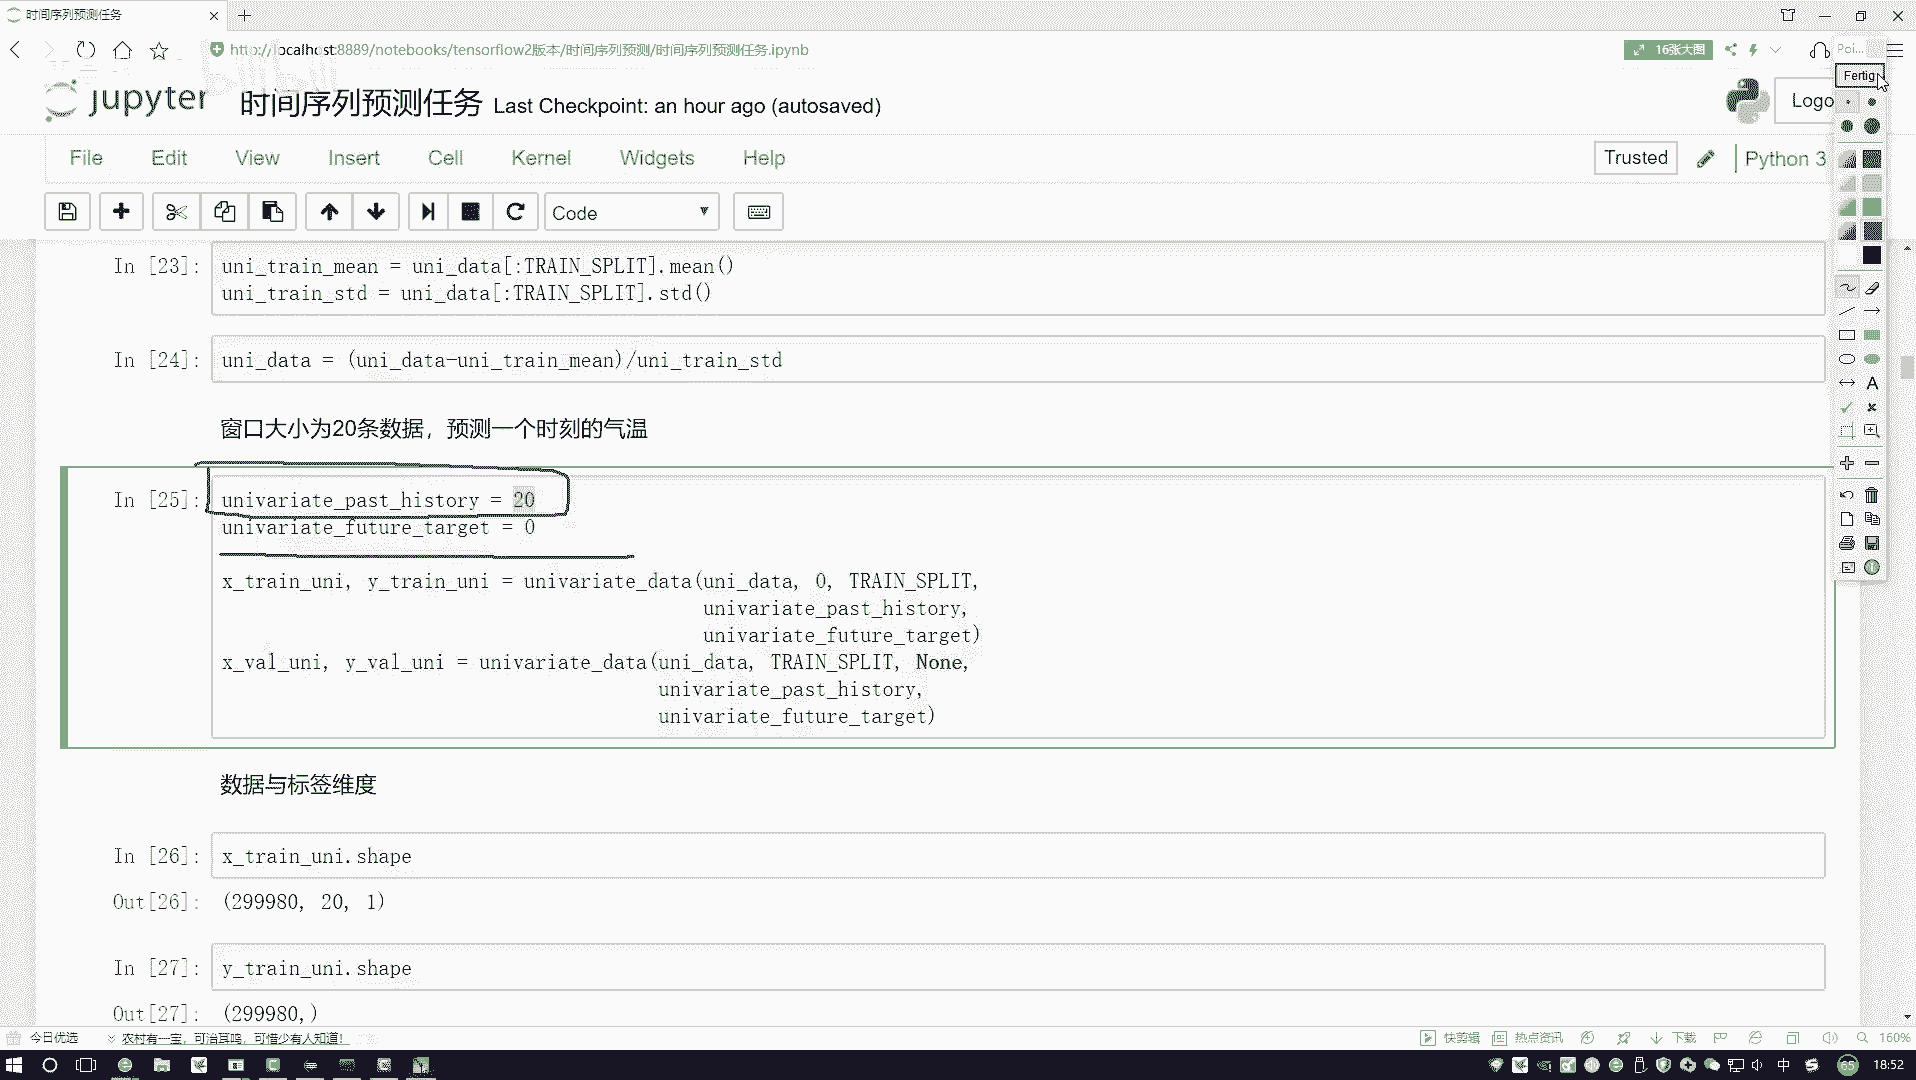 时间序列预测任务
http://localhost:8889/notebooks/tensorflow2版本/时间序列预测/时间序列预测任务.ipynb
16张大图
Poi...
Fertig
jupyter 时间序列预测任务 Last Checkpoint: an hour ago (autosaved)
Logo
File Edit View Insert Cell Kernel Widgets Help
Trusted
Python 3
Code
In [23]: uni_train_mean = uni_data[:TRAIN_SPLIT].mean()
uni_train_std = uni_data[:TRAIN_SPLIT].std()
In [24]: uni_data = (uni_data-uni_train_mean)/uni_train_std
窗口大小为20条数据，预测一个时刻的气温
In [25]: univariate_past_history = 20
univariate_future_target = 0
x_train_uni, y_train_uni = univariate_data(uni_data, 0, TRAIN_SPLIT,
univariate_past_history,
univariate_future_target)
x_val_uni, y_val_uni = univariate_data(uni_data, TRAIN_SPLIT, None,
univariate_past_history,
univariate_future_target)
数据与标签维度
In [26]: x_train_uni.shape
Out[26]: (299980, 20, 1)
In [27]: y_train_uni.shape
Out[27]: (299980,)
今日优选 农村有一宝，可治耳鸣，可惜少有人知道!
快剪辑 热点资讯 下载 160%
中 65 18:52